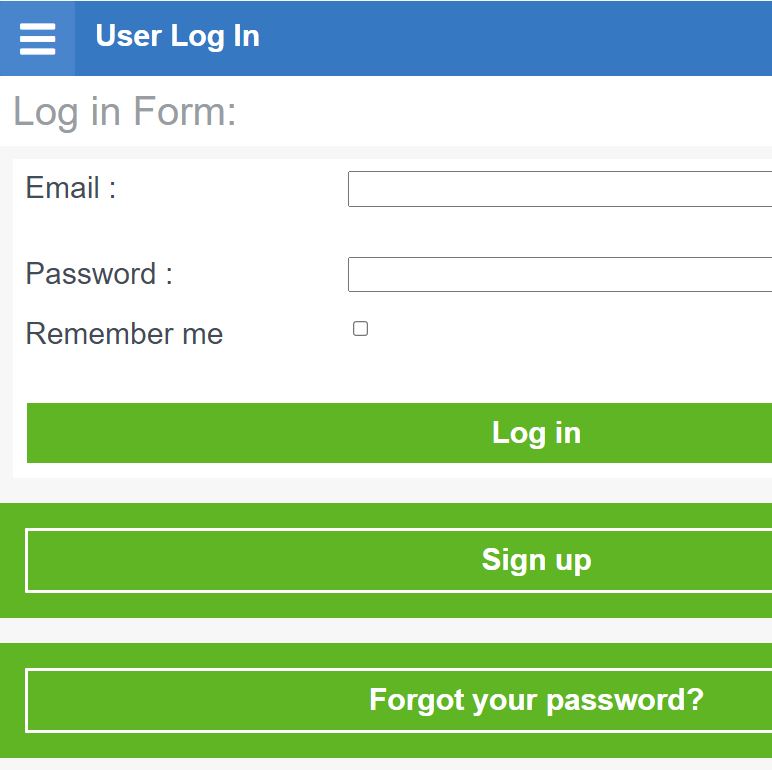 User Log In
Log in Form:
Email :
Password :
Remember me
Log in
Sign up
Forgot your password?